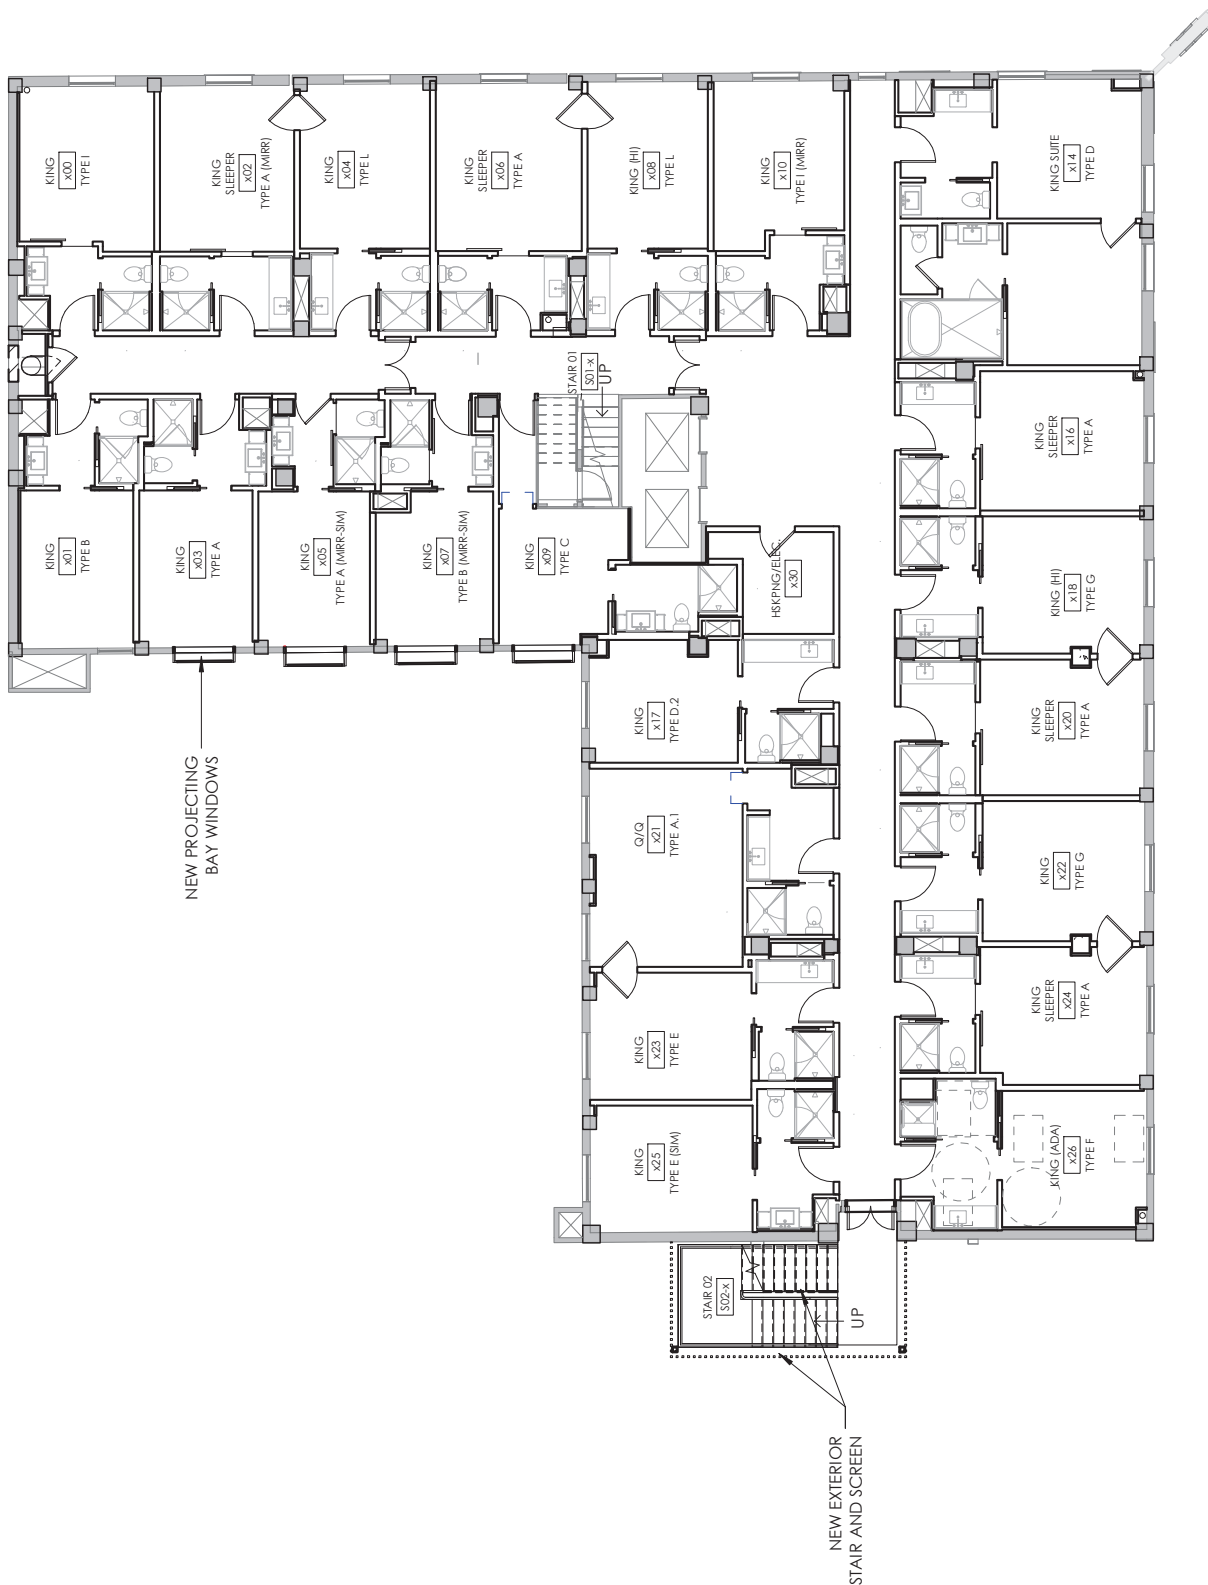 KING
x00
TYPE I
KING
SLEEPER
x02
TYPE A (MIRR)
KING
x04
TYPE L
KING
SLEEPER
x06
TYPE A
KING (HI)
x08
TYPE L
KING
x10
TYPE I (MIRR)
KING SUITE
x14
TYPE D
KING
SLEEPER
x16
TYPE A
KING (HI)
x18
TYPE G
KING
SLEEPER
x20
TYPE A
KING
x22
TYPE G
KING
SLEEPER
x24
TYPE A
KING (ADA)
x26
TYPE F
KING
x01
TYPE B
KING
x03
TYPE A
KING
x05
TYPE A (MIRR-SIM)
KING
x07
TYPE B (MIRR-SIM)
KING
x09
TYPE C
STAIR 01
S01-x
UP
HSKPNG/ELEC.
x30
KING
x17
TYPE D.2
Q/Q
x21
TYPE A.1
KING
x23
TYPE E
KING
x25
TYPE E (SIM)
STAIR 02
S02-x
UP
NEW PROJECTING
BAY WINDOWS
NEW EXTERIOR
STAIR AND SCREEN